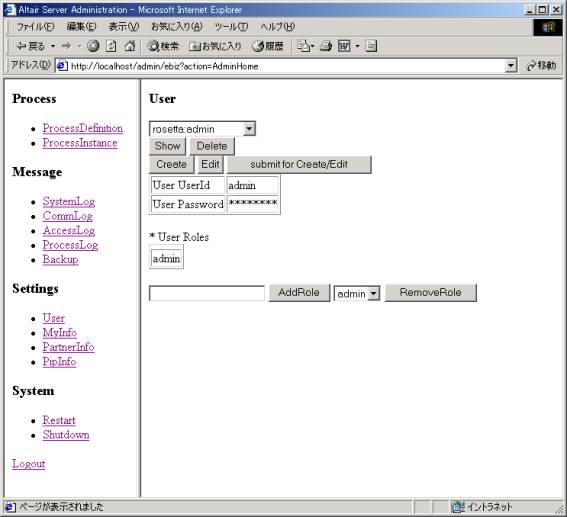 Altair Server Administration - Microsoft Internet Explorer
ファイル(F) 編集(E) 表示(V) お気に入り(A) ツール(T) ヘルプ(H)
戻る 検索 お気に入り 履歴
アドレス(D) http://localhost/admin/ebiz?action=AdminHome 移動
Process
ProcessDefinition
ProcessInstance
Message
SystemLog
CommLog
AccessLog
ProcessLog
Backup
Settings
User
MyInfo
PartnerInfo
PipInfo
System
Restart
Shutdown
Logout
User
rosetta:admin
Show Delete
Create Edit submit for Create/Edit
User UserId admin
User Password ********
* User Roles
admin
AddRole admin RemoveRole
ページが表示されました イントラネット